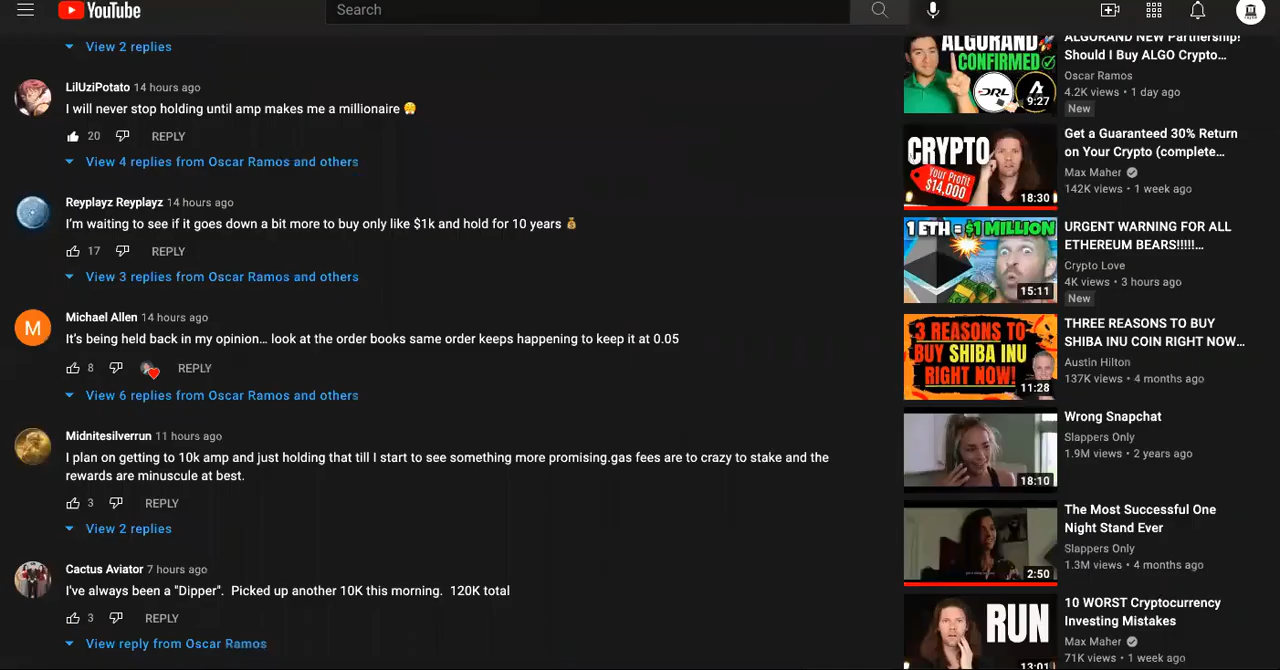 YouTube
Search
View 2 replies
LilUziPotato 14 hours ago
I will never stop holding until amp makes me a millionaire
20 REPLY
View 4 replies from Oscar Ramos and others
Reyplayz Reyplayz 14 hours ago
I'm waiting to see if it goes down a bit more to buy only like $1k and hold for 10 years
17 REPLY
View 3 replies from Oscar Ramos and others
M
Michael Allen 14 hours ago
It's being held back in my opinion... look at the order books same order keeps happening to keep it at 0.05
8 REPLY
View 6 replies from Oscar Ramos and others
Midnitesilverrun 11 hours ago
I plan on getting to 10k amp and just holding that till I start to see something more promising.gas fees are to crazy to stake and the
rewards are minuscule at best.
3 REPLY
View 2 replies
Cactus Aviator 7 hours ago
I've always been a "Dipper". Picked up another 10K this morning. 120K total
3 REPLY
View reply from Oscar Ramos
ALGORAND
CONFIRMED
DRL
9:27
ALGORAND NEW Partnership!
Should I Buy ALGO Crypto...
Oscar Ramos
4.2K views • 1 day ago
New
CRYPTO
Your Profit
$14,000
18:30
Get a Guaranteed 30% Return
on Your Crypto (complete...
Max Maher
142K views • 1 week ago
1 ETH = $1 MILLION
15:11
URGENT WARNING FOR ALL
ETHEREUM BEARS!!!!!...
Crypto Love
4K views • 3 hours ago
New
3 REASONS TO
BUY SHIBA INU
RIGHT NOW!
11:28
THREE REASONS TO BUY
SHIBA INU COIN RIGHT NOW...
Austin Hilton
137K views • 4 months ago
18:10
Wrong Snapchat
Slappers Only
1.9M views • 2 years ago
2:50
The Most Successful One
Night Stand Ever
Slappers Only
1.3M views • 4 months ago
RUN
13:01
10 WORST Cryptocurrency
Investing Mistakes
Max Maher
71K views • 1 week ago